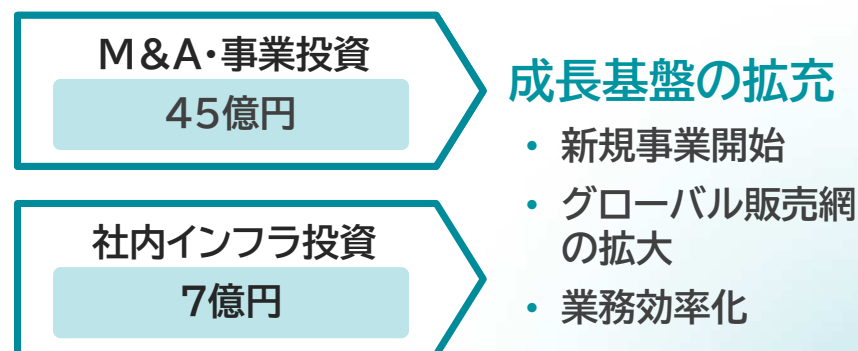 M&A・事業投資
45億円
社内インフラ投資
7億円
成長基盤の拡充
・ 新規事業開始
・ グローバル販売網
の拡大
・ 業務効率化